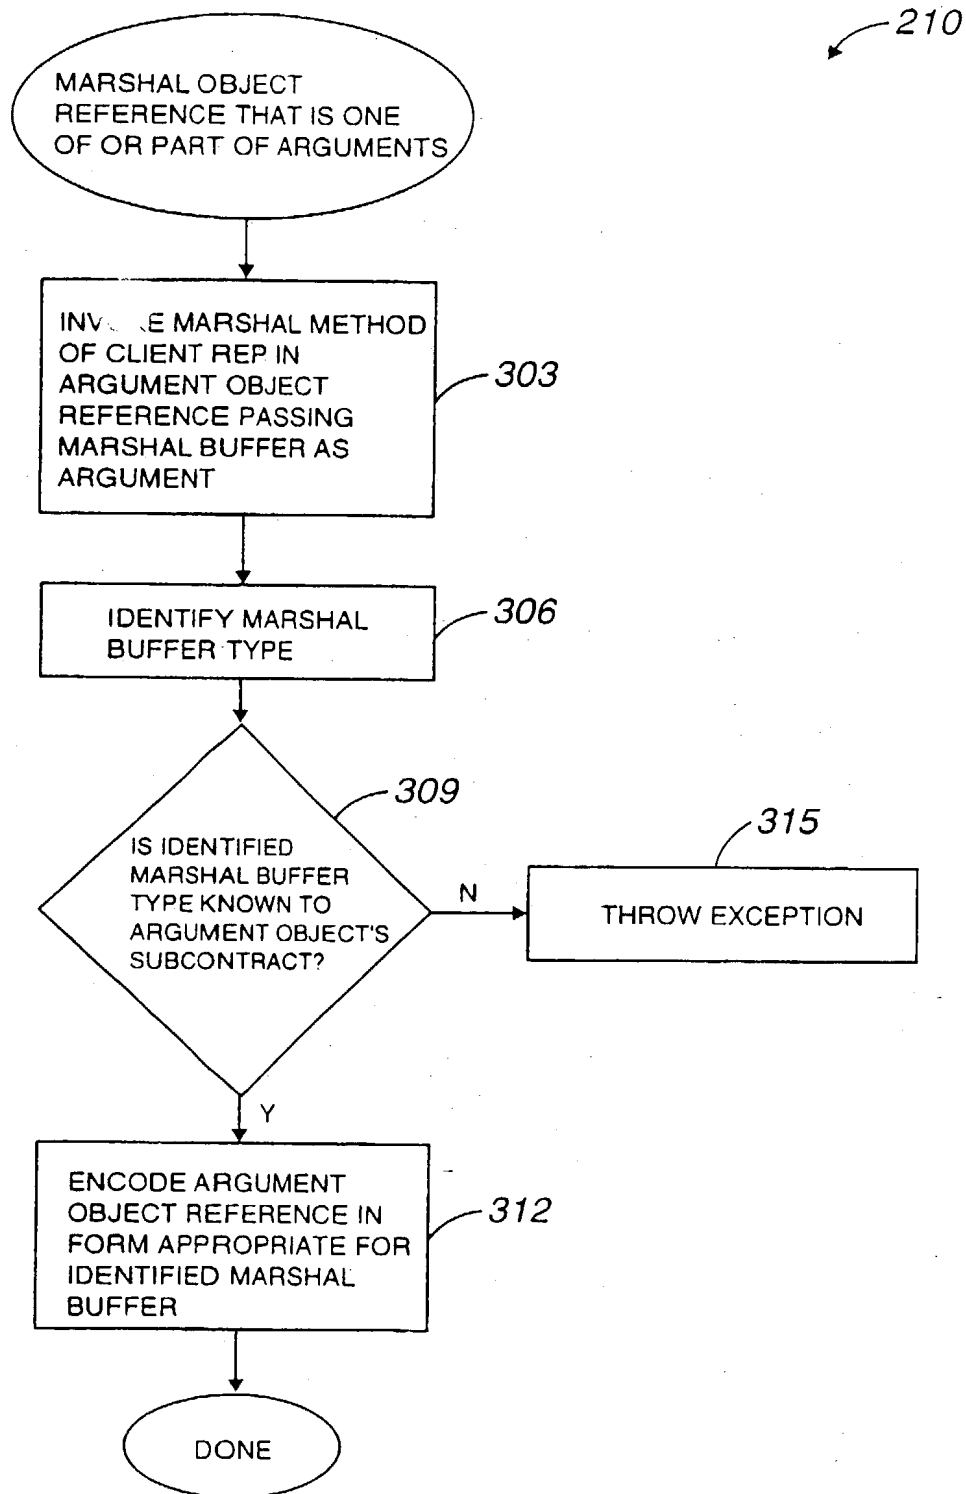 210
MARSHAL OBJECT
REFERENCE THAT IS ONE
OF OR PART OF ARGUMENTS
MARSHAL METHOD
OF CLIENT REP IN
ARGUMENT OBJECT
REFERENCE PASSING
MARSHAL BUFFER AS
ARGUMENT
303
IDENTIFY MARSHAL
BUFFER TYPE
306
309
IS IDENTIFIED
MARSHAL BUFFER
TYPE KNOWN TO
ARGUMENT OBJECT'S
SUBCONTRACT?
N
315
THROW EXCEPTION
Y
ENCODE ARGUMENT
OBJECT REFERENCE IN
FORM APPROPRIATE FOR
IDENTIFIED MARSHAL
BUFFER
312
DONE